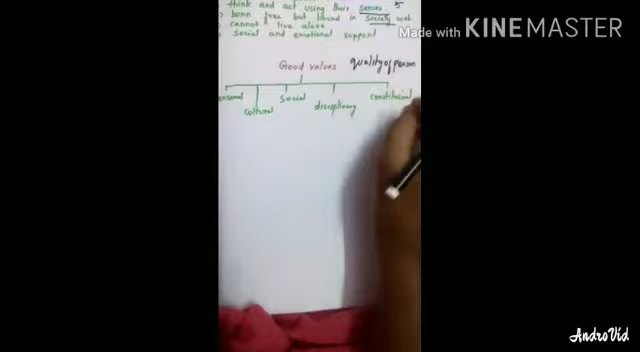 think and act using their senses. 5
born free but bound in society web
cannot live alone
social and emotional support
Made with KINEMASTER
Good values quality of person
social
cultural disciplinary
AndroVid